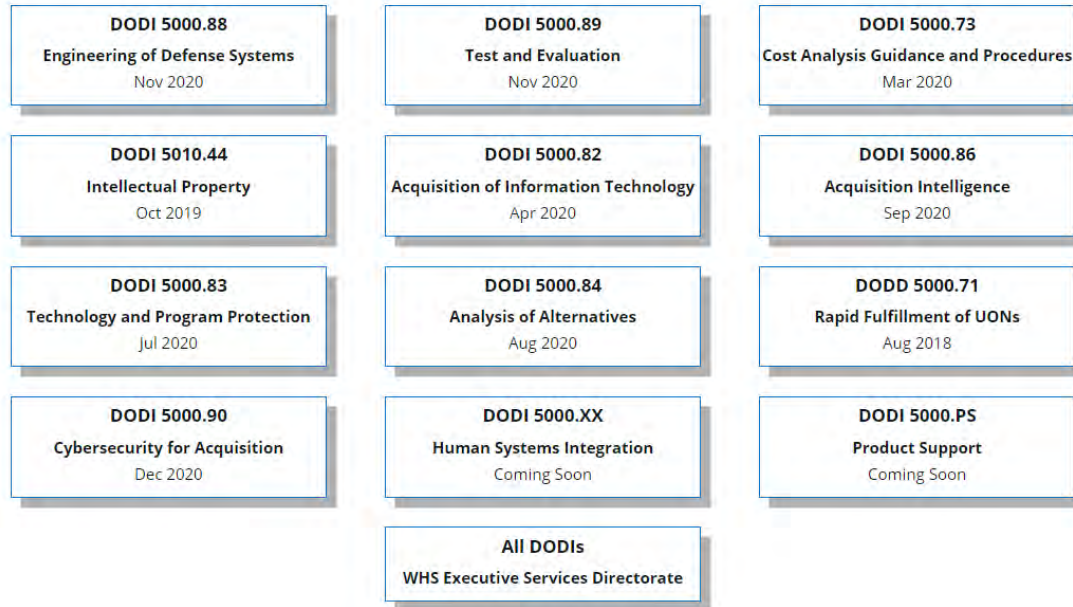 DODI 5000.88
Engineering of Defense Systems
Nov 2020
DODI 5000.89
Test and Evaluation
Nov 2020
DODI 5000.73
Cost Analysis Guidance and Procedures
Mar 2020
DODI 5010.44
Intellectual Property
Oct 2019
DODI 5000.82
Acquisition of Information Technology
Apr 2020
DODI 5000.86
Acquisition Intelligence
Sep 2020
DODI 5000.83
Technology and Program Protection
Jul 2020
DODI 5000.84
Analysis of Alternatives
Aug 2020
DODD 5000.71
Rapid Fulfillment of UONs
Aug 2018
DODI 5000.90
Cybersecurity for Acquisition
Dec 2020
DODI 5000.XX
Human Systems Integration
Coming Soon
DODI 5000.PS
Product Support
Coming Soon
All DODIs
WHS Executive Services Directorate